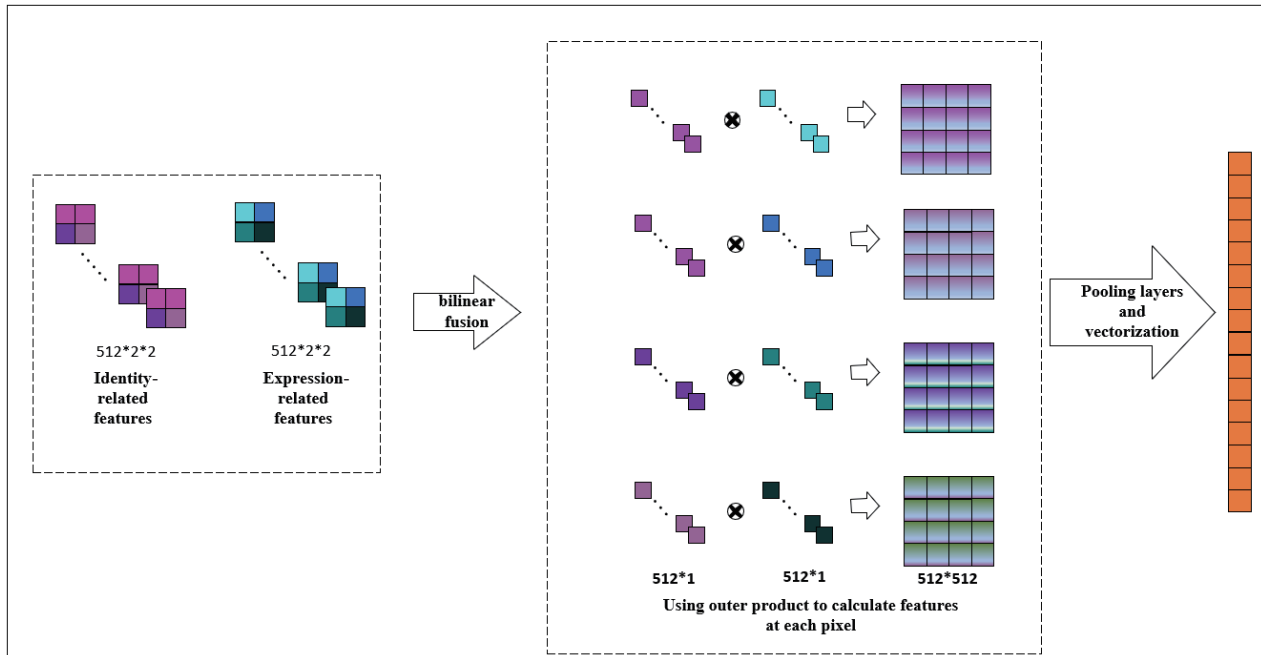 512*2*2
Identity-
related
features
512*2*2
Expression-
related
features
bilinear
fusion
512*1
512*1
512*512
Using outer product to calculate features
at each pixel
Pooling layers
and
vectorization